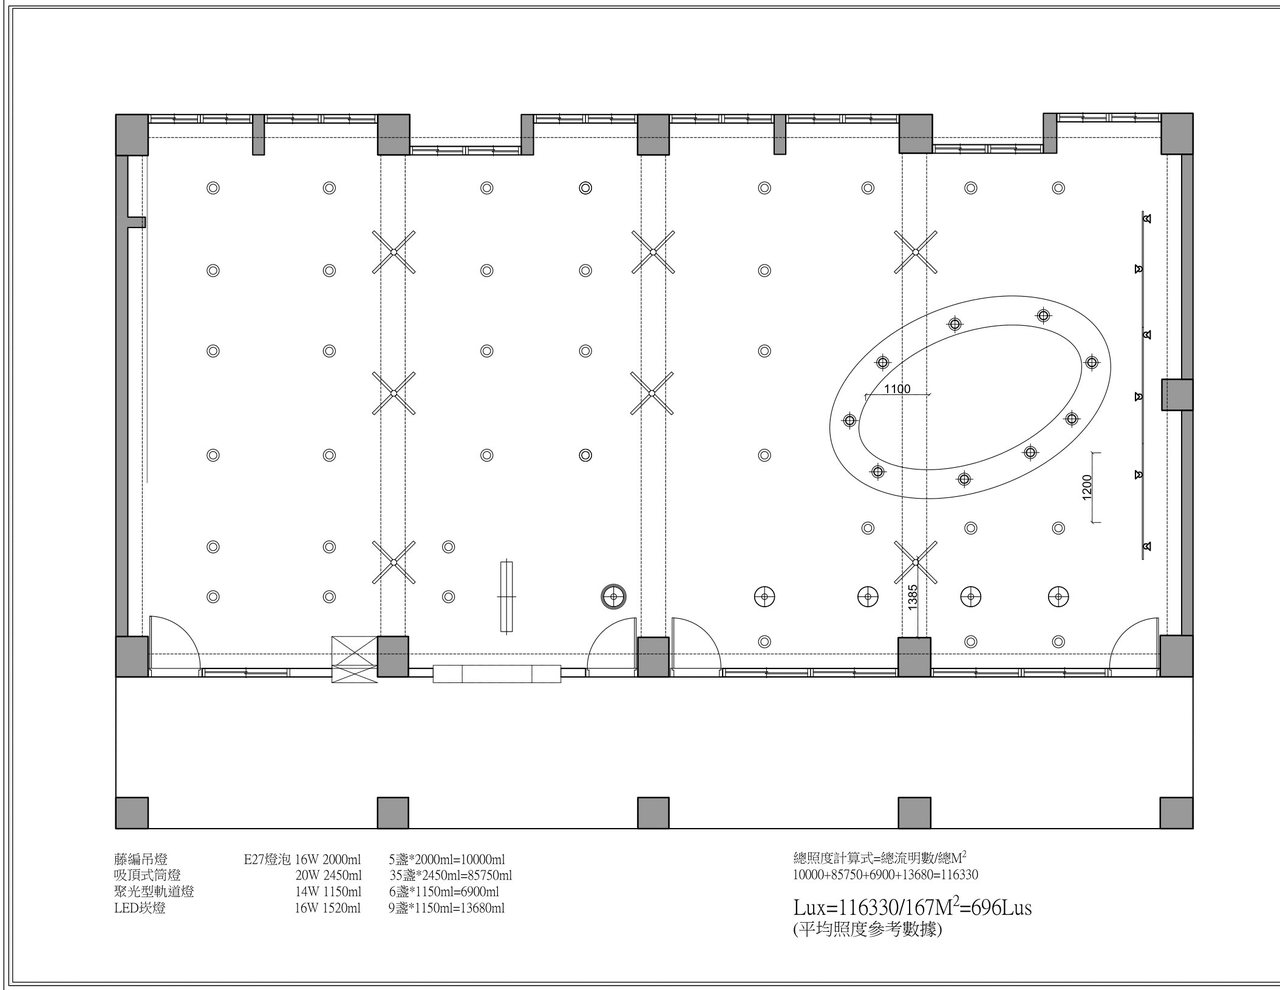 1100
1200
1385
藤編吊燈 E27燈泡 16W 2000ml 5盞*2000ml=10000ml
吸頂式筒燈 20W 2450ml 35盞*2450ml=85750ml
聚光型軌道燈 14W 1150ml 6盞*1150ml=6900ml
LED崁燈 16W 1520ml 9盞*1150ml=13680ml
總照度計算式=總流明數/總M²
10000+85750+6900+13680=116330
Lux=116330/167M²=696Lus
(平均照度參考數據)